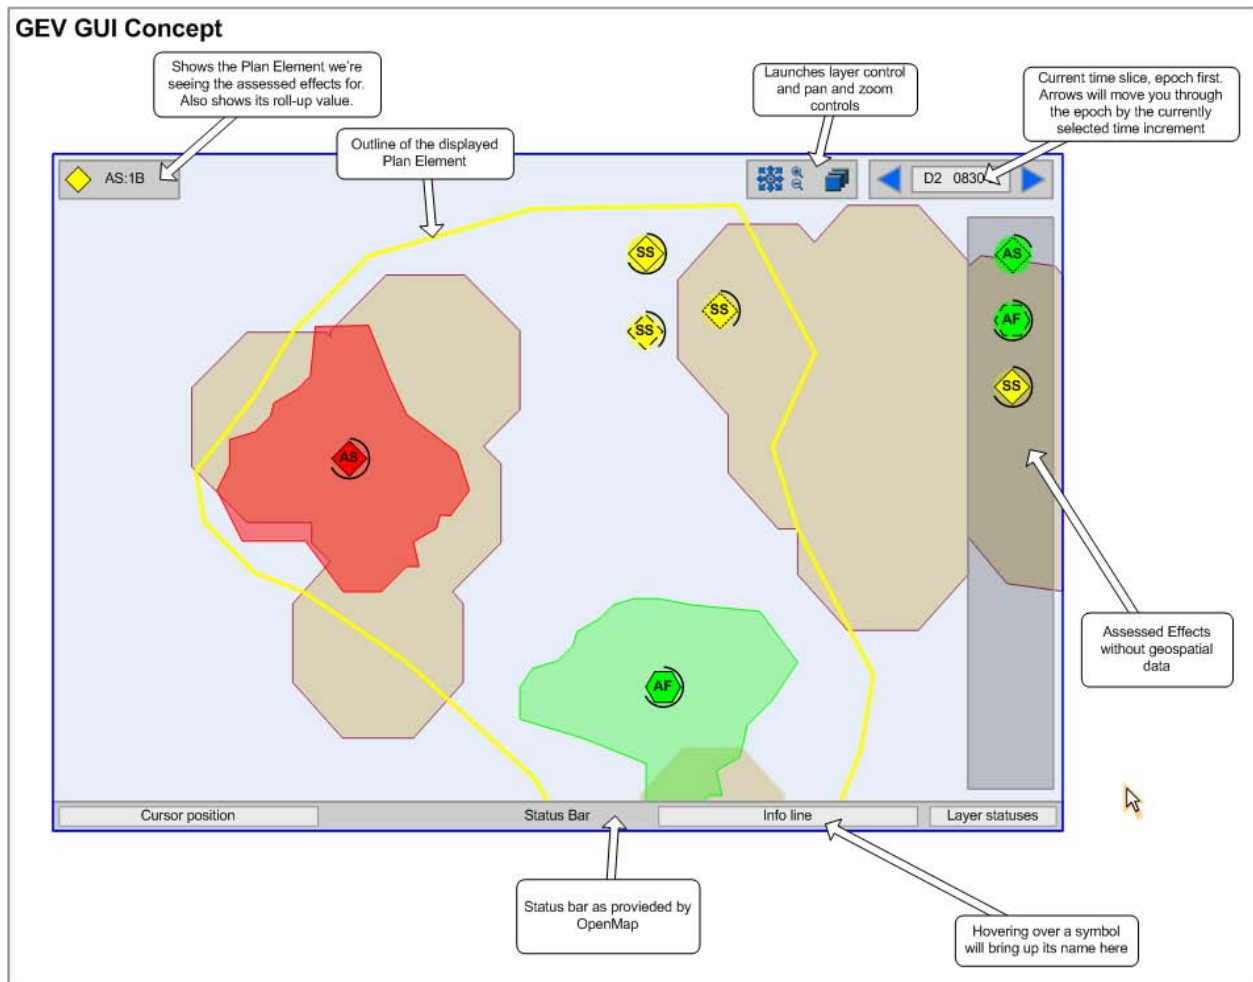 GEV GUI Concept
Shows the Plan Element we're
seeing the assessed effects for.
Also shows its roll-up value.
Launches layer control
and pan and zoom
controls
Current time slice, epoch first.
Arrows will move you through
the epoch by the currently
selected time increment
Outline of the displayed
Plan Element
AS:1B
D2 0830
SS
SS
SS
AS
AF
SS
AS
AF
Assessed Effects
without geospatial
data
Cursor position
Status Bar
Info line
Layer statuses
Status bar as provieded by
OpenMap
Hovering over a symbol
will bring up its name here